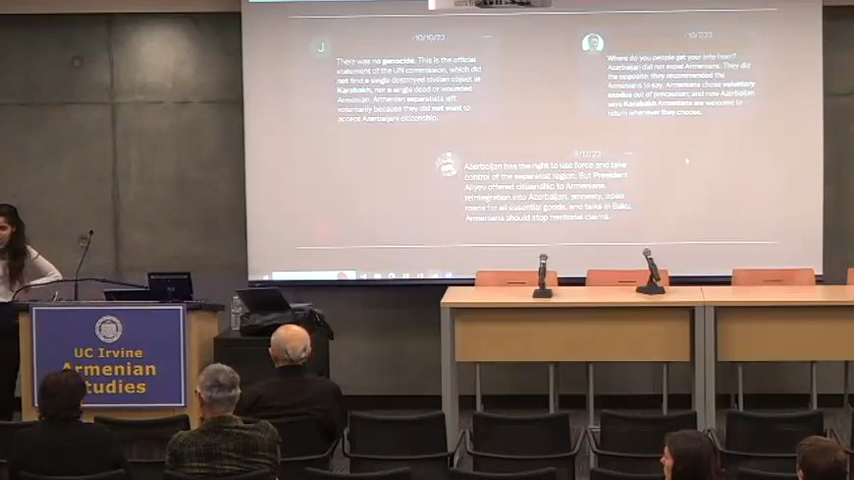 10/10/23
J
There was no genocide. This is the official
statement of the UN commission, which did
not find a single destroyed civilian object in
Karabakh, nor a single dead or wounded
Armenian. Armenian separatists left
voluntarily because they did not want to
accept Azerbaijani citizenship.
10/7/23
Where do you people get your info from?
Azerbaijan did not expel Armenians. They did
the opposite: they recommended the
Armenians to stay. Armenians chose voluntary
exodus out of precaution; and now Azerbaijan
says Karabakh Armenians are welcome to
return whenever they choose.
Azerbaijan has the right to use force and take
control of the separatist region. But President
Aliyev offered citizenship to Armenians,
reintegration into Azerbaijan, amnesty, open
roads for all essential goods, and talks in Baku.
Armenians should stop territorial claims.
UC Irvine
Armenian
Studies